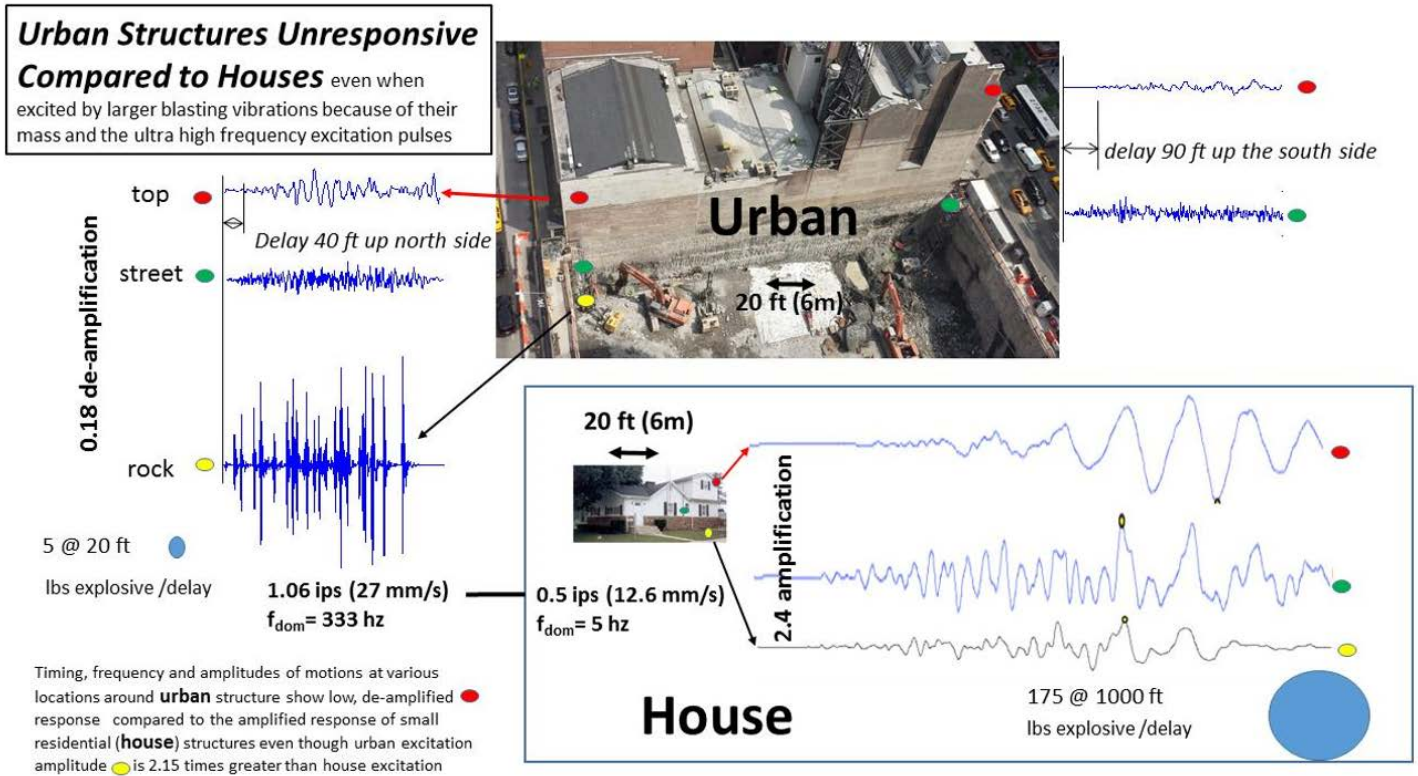 Urban Structures Unresponsive
Compared to Houses even when
excited by larger blasting vibrations because of their
mass and the ultra high frequency excitation pulses
top
Delay 40 ft up north side
street
0.18 de-amplification
rock
5 @ 20 ft
lbs explosive /delay
1.06 ips (27 mm/s)
fdom= 333 hz
Urban
20 ft (6m)
delay 90 ft up the south side
20 ft (6m)
2.4 amplification
0.5 ips (12.6 mm/s)
fdom= 5 hz
House
175 @ 1000 ft
lbs explosive /delay
Timing, frequency and amplitudes of motions at various
locations around urban structure show low, de-amplified
response compared to the amplified response of small
residential (house) structures even though urban excitation
amplitude is 2.15 times greater than house excitation